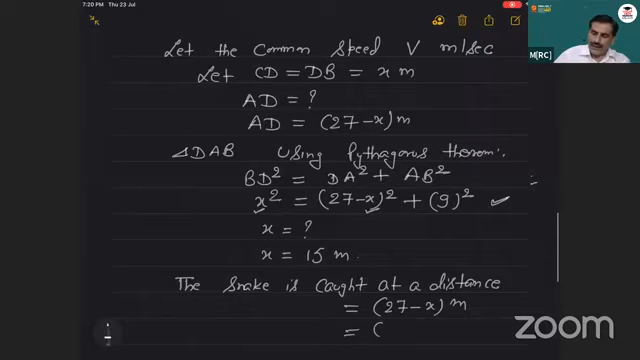 7:20 PM Thu 23 Jul
Let the Common Speed V m/sec
Let CD = DB = x m
AD = ?
AD = (27-x) m
△DAB Using Pythagorus theorem.
BD² = DA² + AB²
x² = (27-x)² + (9)² ✓
x = ?
x = 15 m.
The Snake is Caught at a distance
= (27-x) m
= (
M[RC]
zoom